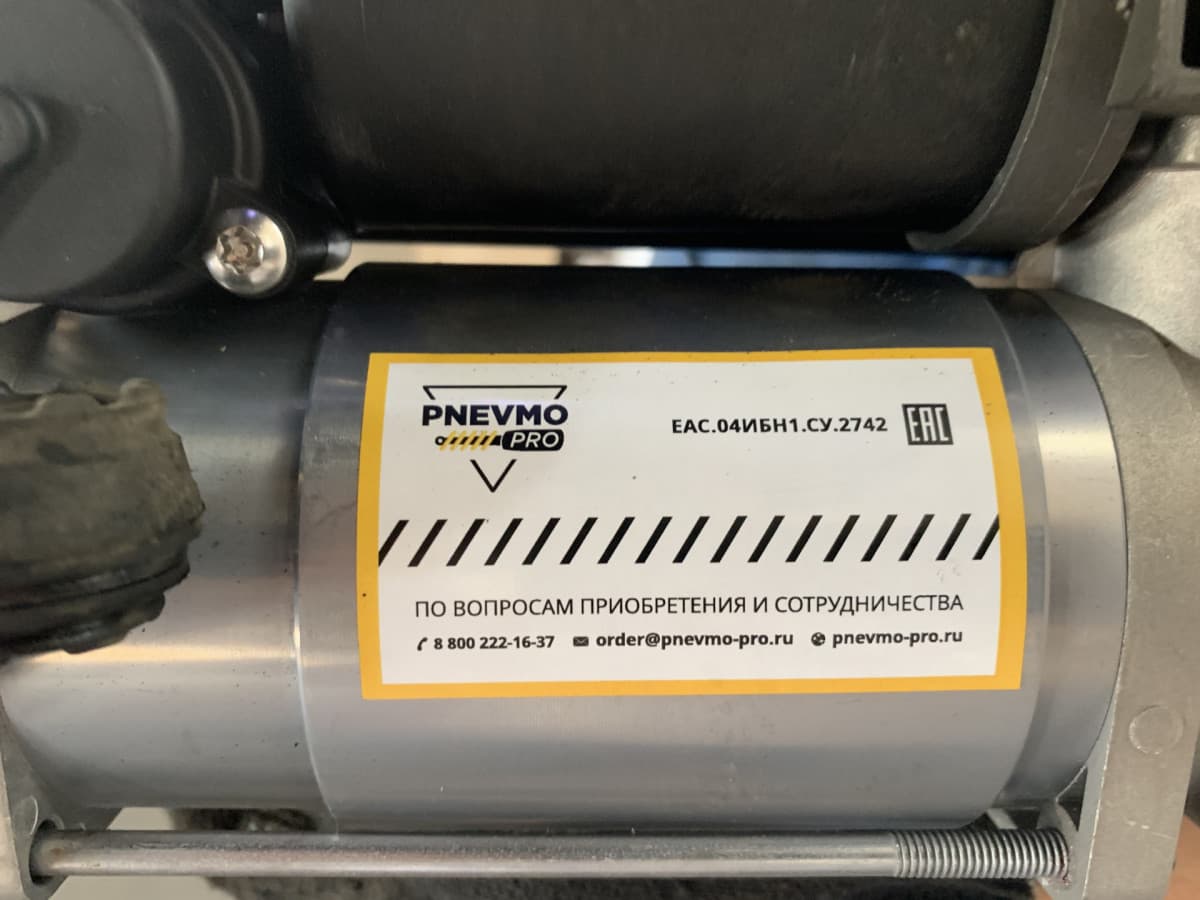 PNEVMO
PRO
ЕАС.04ИБН1.СУ.2742 EAC
ПО ВОПРОСАМ ПРИОБРЕТЕНИЯ И СОТРУДНИЧЕСТВА
8 800 222-16-37 order@pnevmo-pro.ru pnevmo-pro.ru